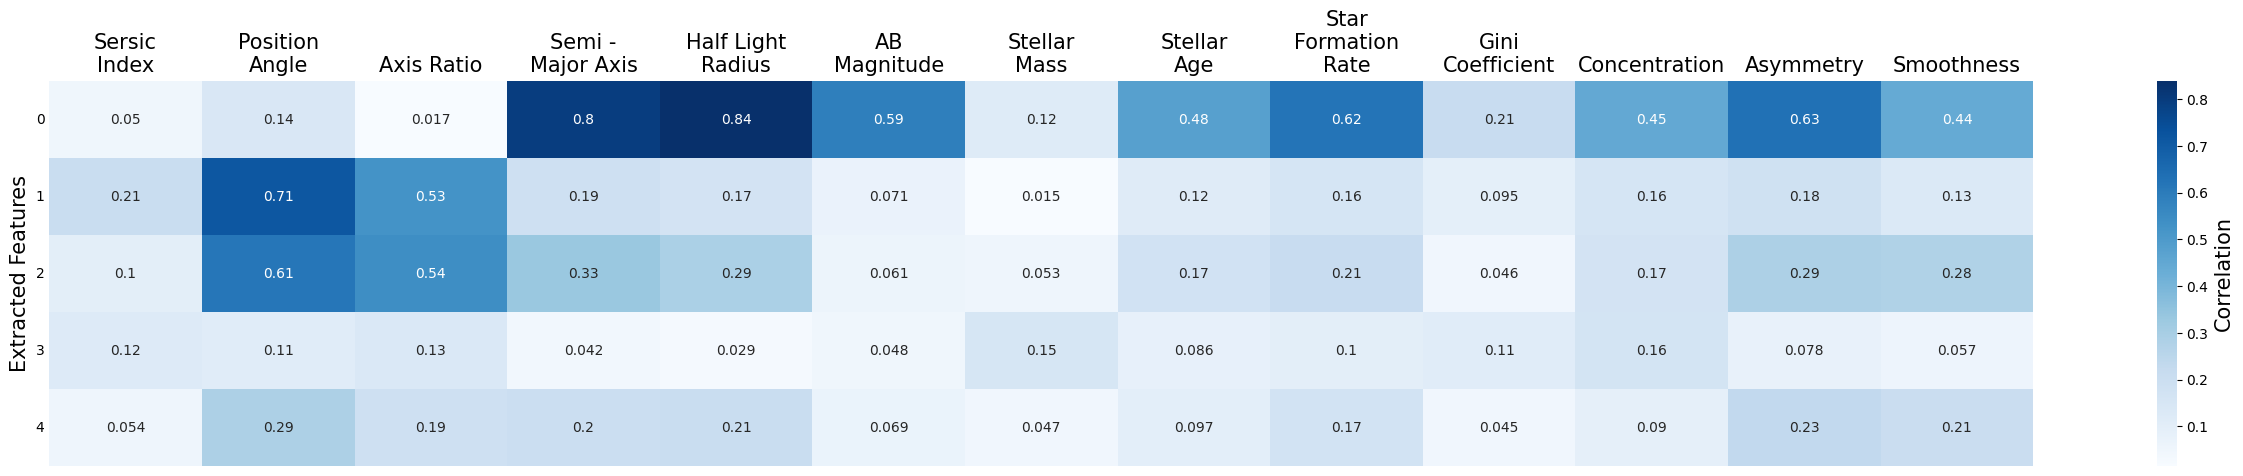 Sersic Index
Position Angle
Axis Ratio
Semi - Major Axis
Half Light Radius
AB Magnitude
Stellar Mass
Stellar Age
Star Formation Rate
Gini Coefficient
Concentration
Asymmetry
Smoothness
Extracted Features
0 0.05 0.14 0.017 0.8 0.84 0.59 0.12 0.48 0.62 0.21 0.45 0.63 0.44
1 0.21 0.71 0.53 0.19 0.17 0.071 0.015 0.12 0.16 0.095 0.16 0.18 0.13
2 0.1 0.61 0.54 0.33 0.29 0.061 0.053 0.17 0.21 0.046 0.17 0.29 0.28
3 0.12 0.11 0.13 0.042 0.029 0.048 0.15 0.086 0.1 0.11 0.16 0.078 0.057
4 0.054 0.29 0.19 0.2 0.21 0.069 0.047 0.097 0.17 0.045 0.09 0.23 0.21
0.8
0.7
0.6
0.5
0.4
0.3
0.2
0.1
Correlation